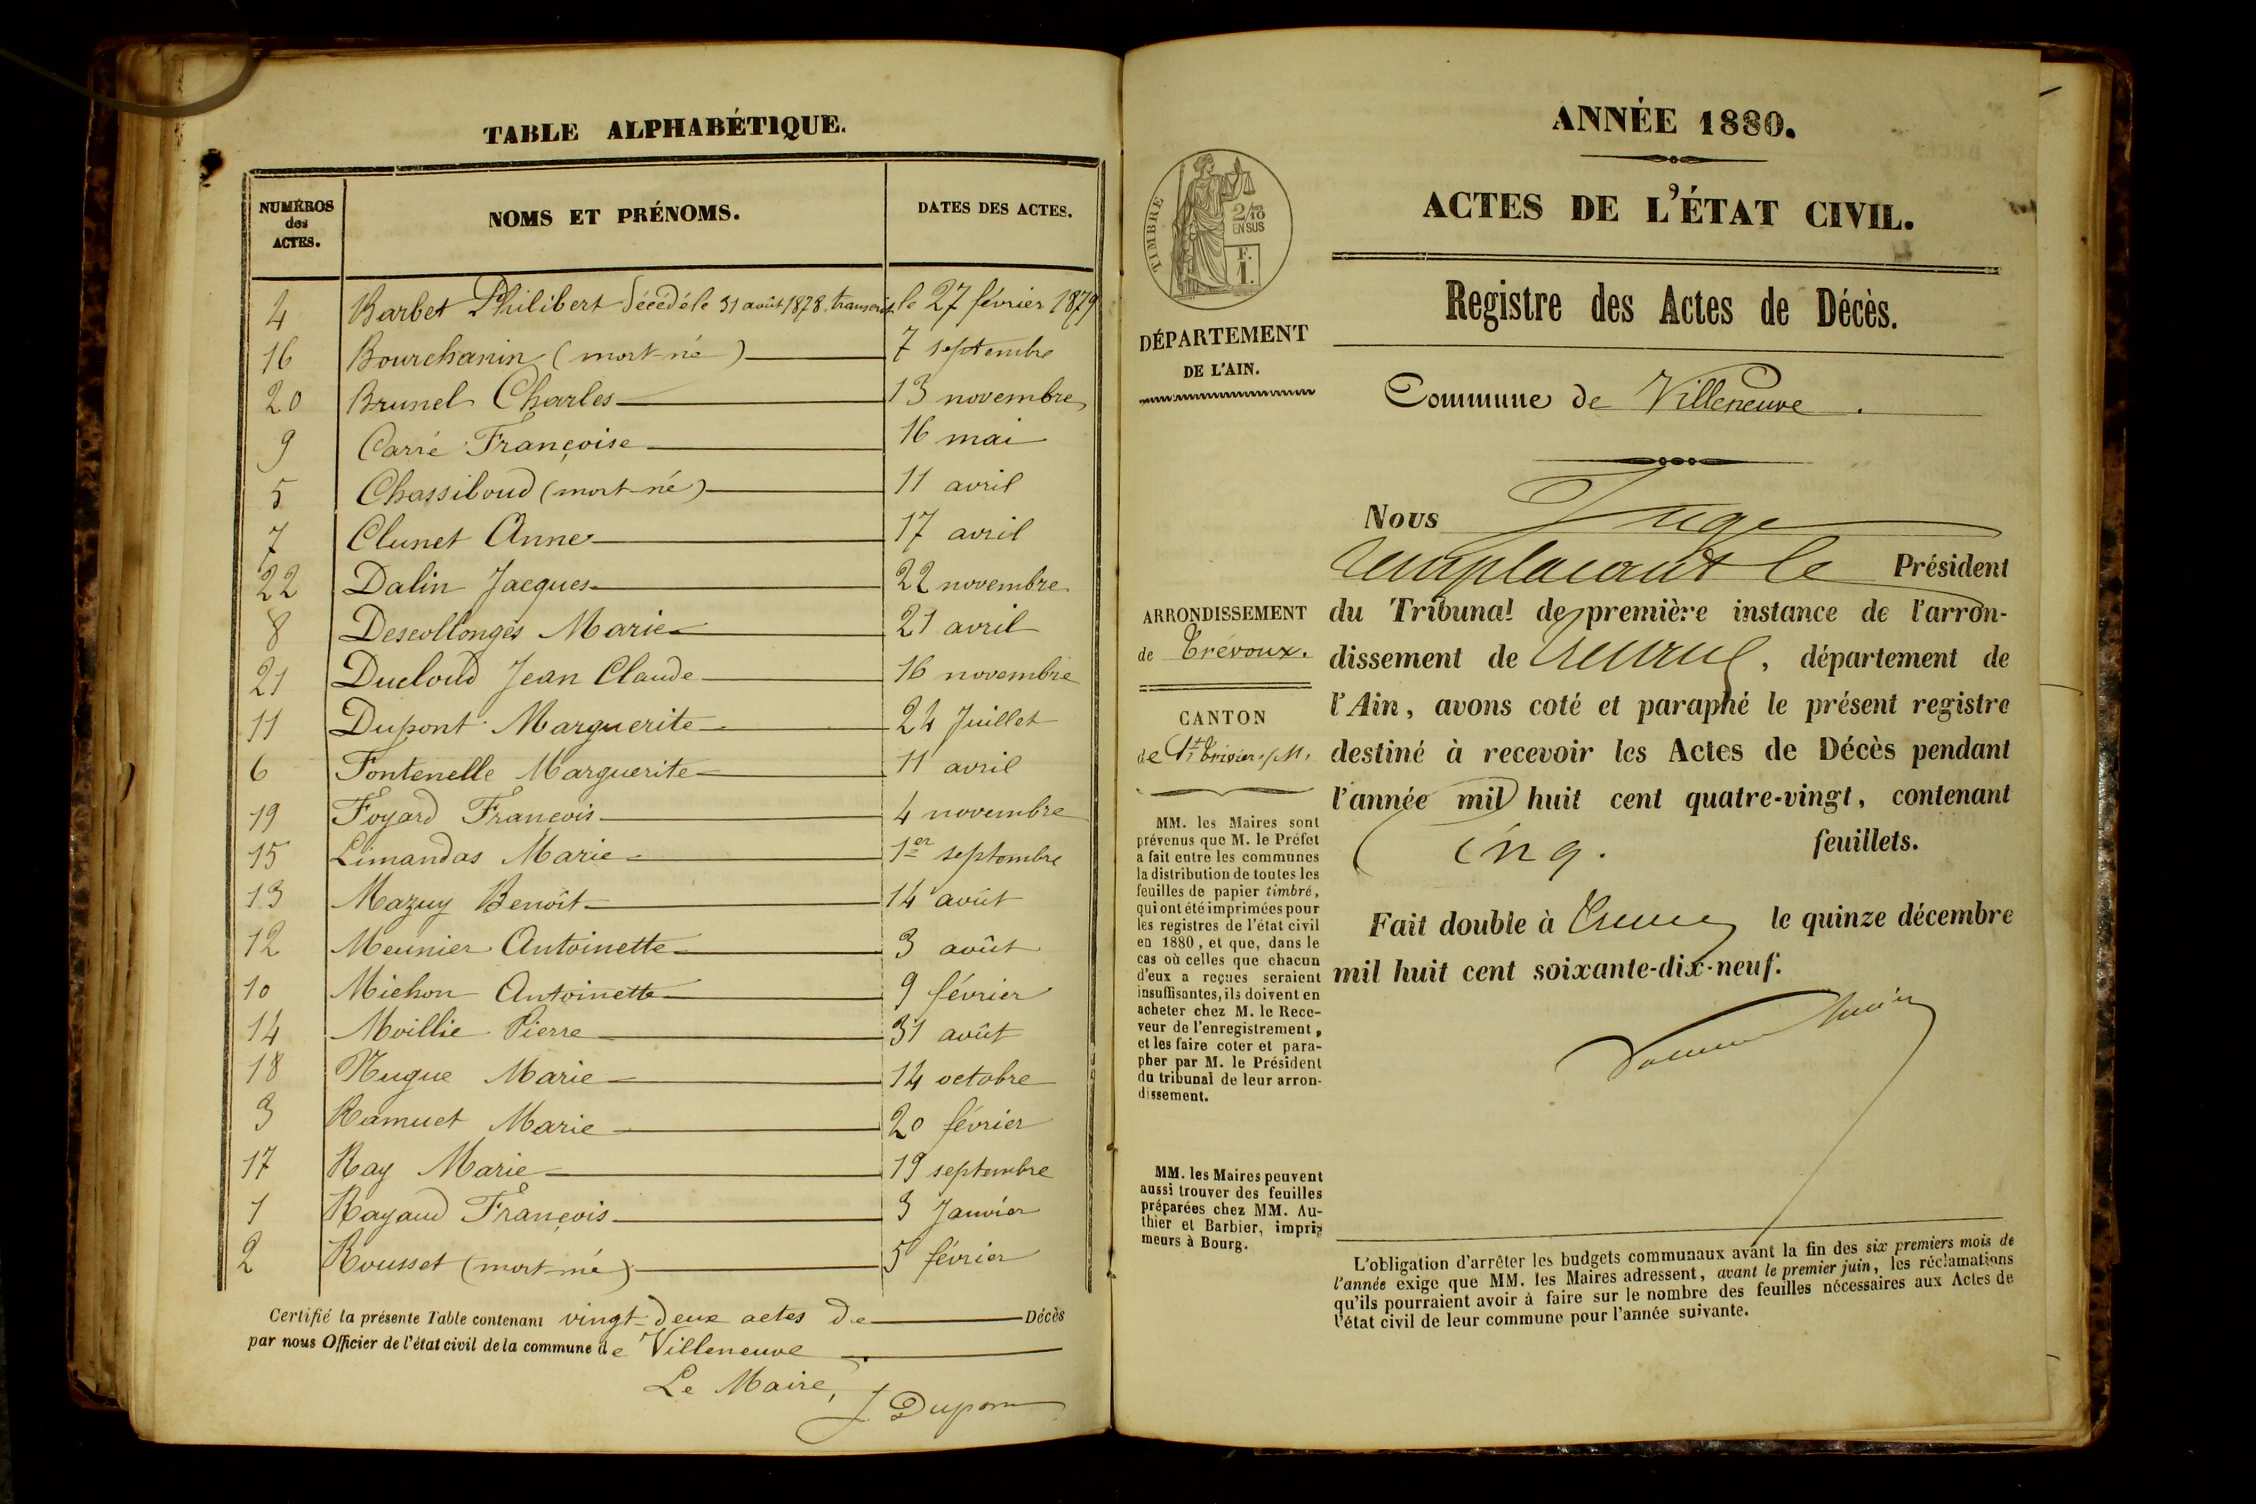 TABLE ALPHABÉTIQUE.
NUMÉROS des ACTES. NOMS ET PRÉNOMS. DATES DES ACTES.
4 Barbet Philibert décédé le 31 août 1878. transcrit le 27 février 1879
16 Bourchanin (mort-né) 7 septembre
20 Brunel Charles 13 novembre
9 Carré Françoise 16 mai
5 Chassiboud (mort-né) 11 avril
7 Clunet Anne 17 avril
22 Dalin Jacques 22 novembre
8 Descollonges Marie 21 avril
21 Ducloud Jean Claude 16 novembre
11 Dupont Marguerite 24 Juillet
6 Fontenelle Marguerite 11 avril
19 Foyard Francois 4 novembre
15 Limandas Marie 1er septembre
13 Mazuy Benoît 14 août
12 Meunier Antoinette 3 août
10 Michon Antoinette 9 février
14 Moillie Pierre 31 août
18 Nugue Marie 14 octobre
3 Ramuet Marie 20 février
17 Ray Marie 19 septembre
1 Rayaud François 3 Janvier
2 Rousset (mort-né) 5 février
Certifié la présente Table contenant vingt-deux actes de Décès
par nous Officier de l'état civil de la commune de Villeneuve
Le Maire,
J Dupont
TIMBRE
2/10
EN SUS
F.
1.
DÉPARTEMENT
DE L'AIN.
ARRONDISSEMENT
de Trévoux.
CANTON
de St Trivier s/M.
MM. les Maires sont
prévenus que M. le Préfet
a fait entre les communes
la distribution de toutes les
feuilles de papier timbré,
qui ont été imprimées pour
les registres de l'état civil
en 1880, et que, dans le
cas où celles que chacun
d'eux a reçues seraient
insuffisantes, ils doivent en
acheter chez M. le Rece-
veur de l'enregistrement,
et les faire coter et para-
pher par M. le Président
du tribunal de leur arron-
dissement.
MM. les Maires peuvent
aussi trouver des feuilles
préparées chez MM. Au-
thier et Barbier, impri-
meurs à Bourg.
ANNÉE 1880.
ACTES DE L'ÉTAT CIVIL.
Registre des Actes de Décès.
Commune de Villeneuve.
Nous Juge
remplaçant le Président
du Tribunal de première instance de l'arron-
dissement de Trévoux, département de
l'Ain, avons coté et paraphé le présent registre
destiné à recevoir les Actes de Décès pendant
l'année mil huit cent quatre-vingt, contenant
Cinq. feuillets.
Fait double à Trévoux le quinze décembre
mil huit cent soixante-dix-neuf.
L'obligation d'arrêter les budgets communaux avant la fin des six premiers mois de
l'année exige que MM. les Maires adressent, avant le premier juin, les réclamations
qu'ils pourraient avoir à faire sur le nombre des feuilles nécessaires aux Actes de
l'état civil de leur commune pour l'année suivante.